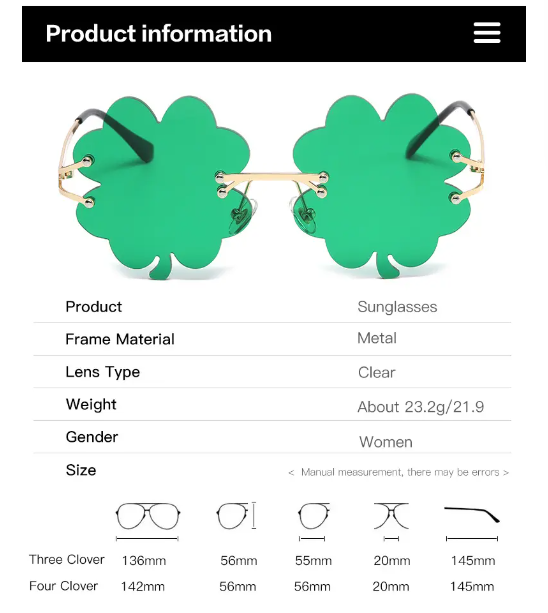 Product information
Product Sunglasses
Frame Material Metal
Lens Type Clear
Weight About 23.2g/21.9
Gender Women
Size < Manual measurement, there may be errors >
Three Clover 136mm 56mm 55mm 20mm 145mm
Four Clover 142mm 56mm 56mm 20mm 145mm